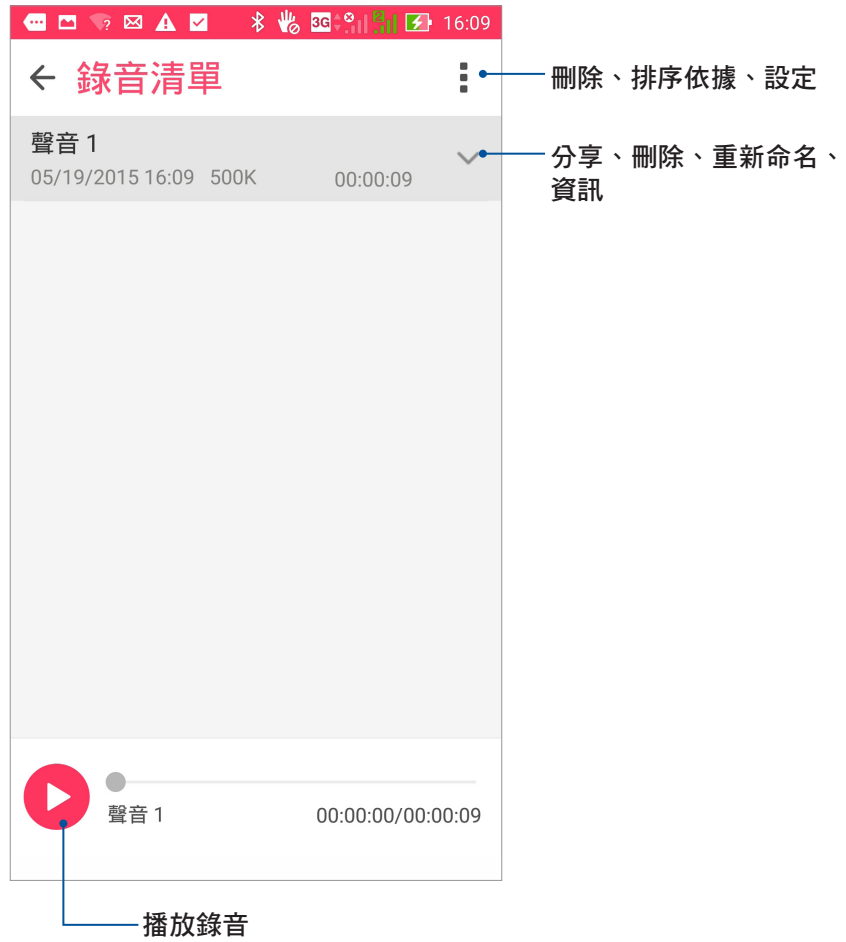 3G 2 16:09
錄音清單
刪除、排序依據、設定
聲音 1
05/19/2015 16:09 500K 00:00:09
分享、刪除、重新命名、
資訊
聲音 1 00:00:00/00:00:09
播放錄音